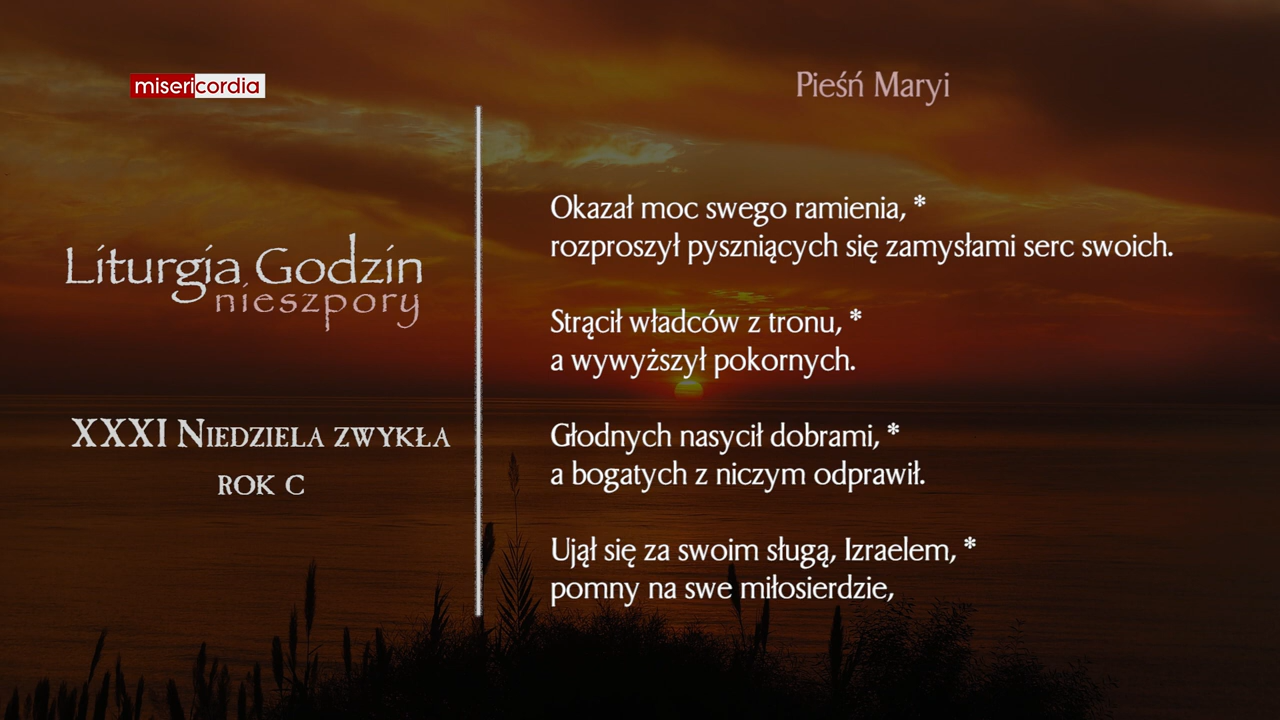 misericordia
Liturgia Godzin
nieszpory
XXXI Niedziela zwykła
rok C
Pieśń Maryi
Okazał moc swego ramienia, *
rozproszył pyszniących się zamysłami serc swoich.
Strącił władców z tronu, *
a wywyższył pokornych.
Głodnych nasycił dobrami, *
a bogatych z niczym odprawił.
Ujął się za swoim sługą, Izraelem, *
pomny na swe miłosierdzie,